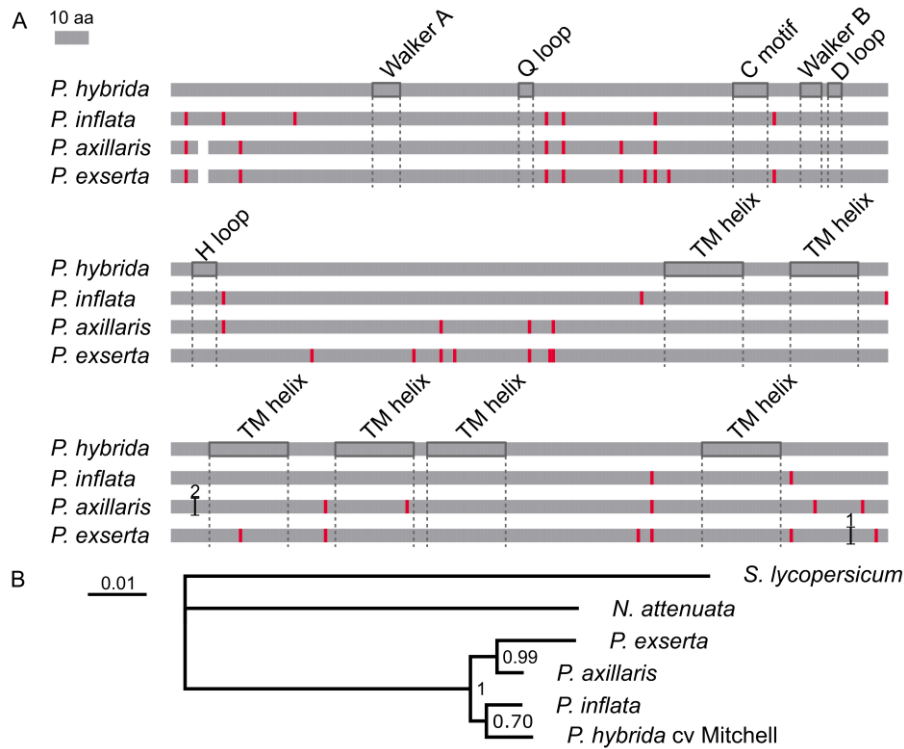 A
10 aa
Walker A
Q loop
C motif
Walker B
D loop
P. hybrida
P. inflata
P. axillaris
P. exserta
H loop
TM helix
TM helix
P. hybrida
P. inflata
P. axillaris
P. exserta
TM helix
TM helix
TM helix
TM helix
P. hybrida
P. inflata
2
P. axillaris
1
P. exserta
B
0.01
S. lycopersicum
N. attenuata
P. exserta
0.99
P. axillaris
1
P. inflata
0.70
P. hybrida cv Mitchell